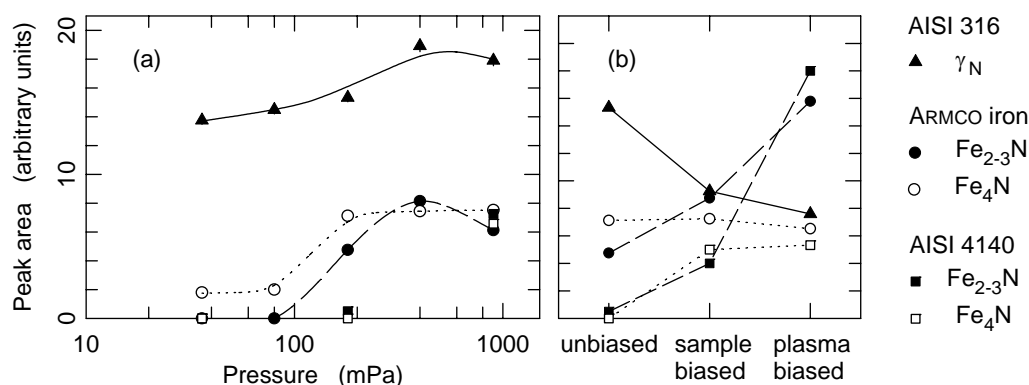 Peak area (arbitrary units)
20
10
0
(a)
10
100
1000
Pressure (mPa)
(b)
unbiased
sample
biased
plasma
biased
AISI 316
γN
ARMCO iron
Fe2-3N
Fe4N
AISI 4140
Fe2-3N
Fe4N